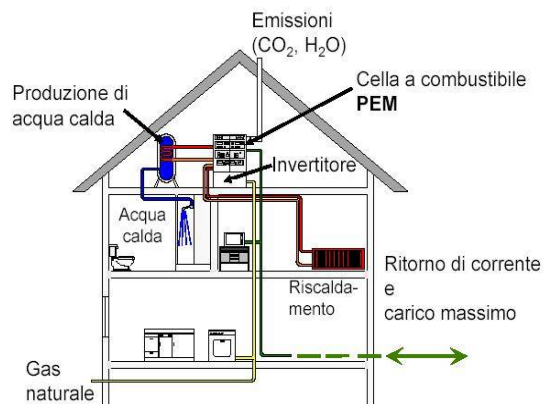 Emissioni
(CO₂, H₂O)
Produzione di
acqua calda
Cella a combustibile
PEM
Invertitore
Acqua
calda
Riscalda-
mento
Ritorno di corrente
e
carico massimo
Gas
naturale